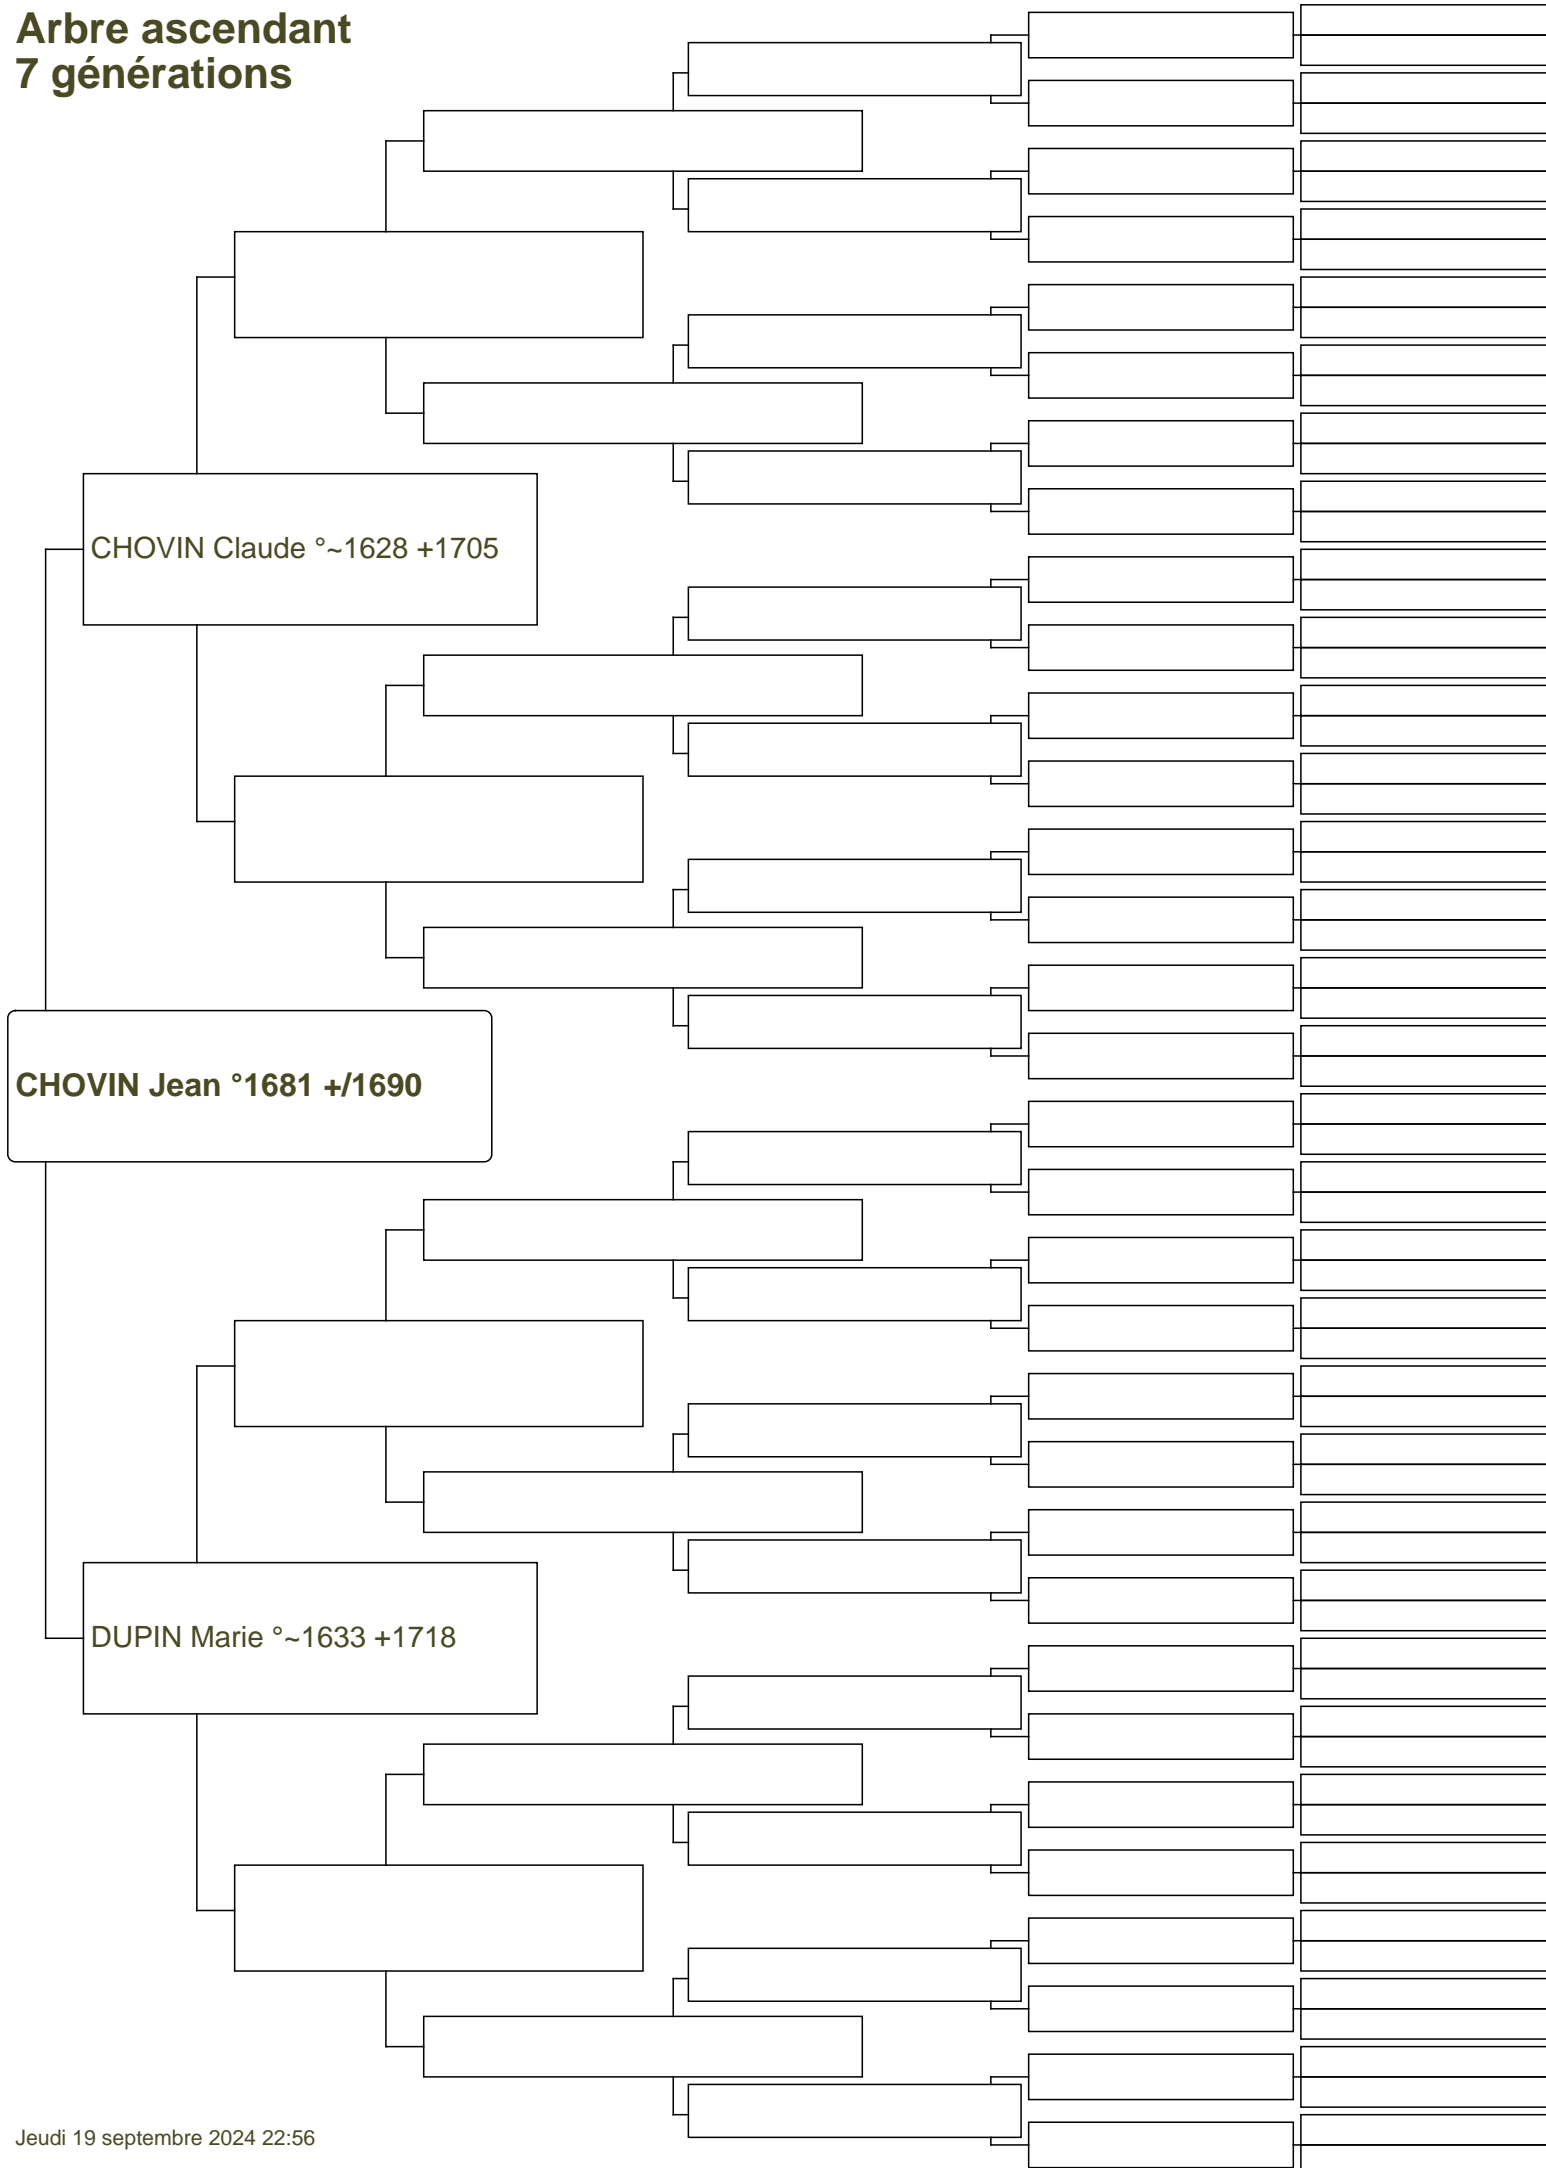 Arbre ascendant
7 générations
CHOVIN Claude °~1628 +1705
CHOVIN Jean °1681 +/1690
DUPIN Marie °~1633 +1718
Jeudi 19 septembre 2024 22:56